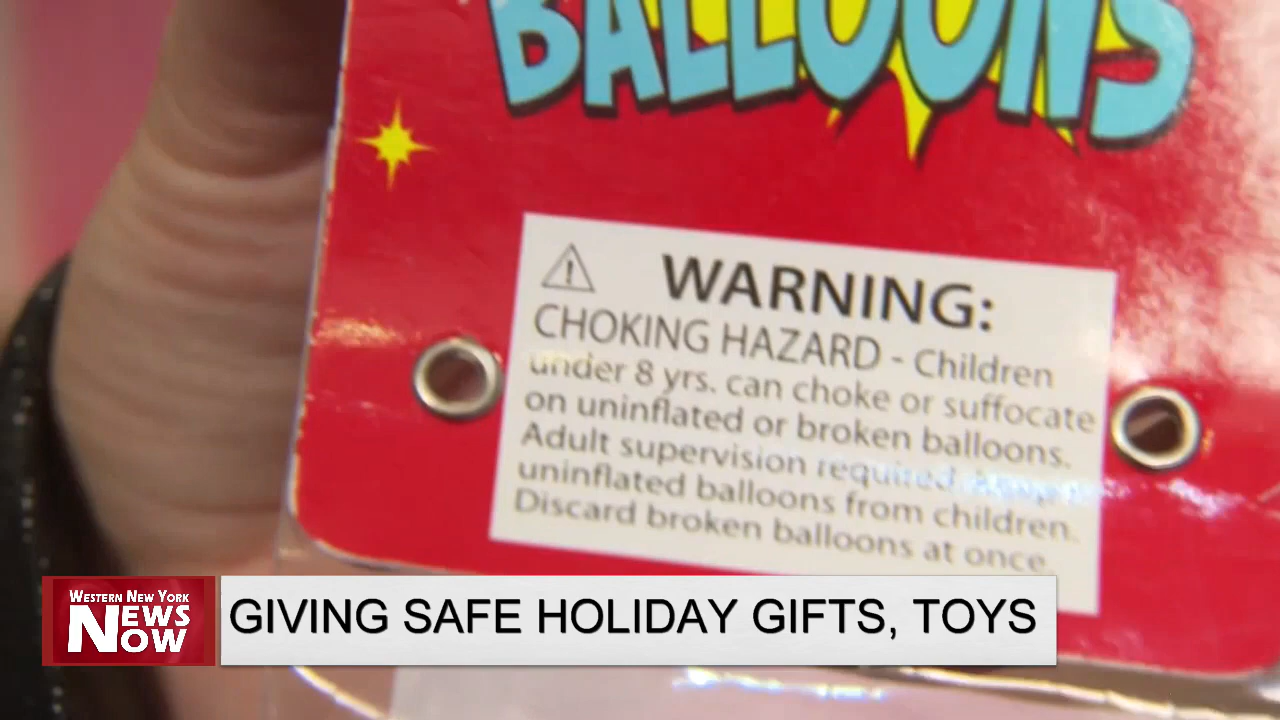 BALLOONS
WARNING:
CHOKING HAZARD - Children
under 8 yrs. can choke or suffocate
on uninflated or broken balloons.
Adult supervision required
uninflated balloons from children.
Discard broken balloons at once.
WESTERN NEW YORK
NEWS
NOW
GIVING SAFE HOLIDAY GIFTS, TOYS